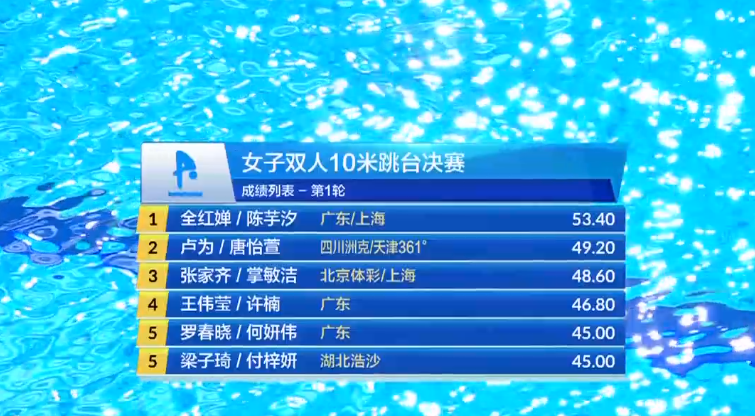 女子双人10米跳台决赛
成绩列表 – 第1轮
1 全红婵 / 陈芋汐 广东/上海 53.40
2 卢为 / 唐怡萱 四川洲克/天津361° 49.20
3 张家齐 / 掌敏洁 北京体彩/上海 48.60
4 王伟莹 / 许楠 广东 46.80
5 罗春晓 / 何妍伟 广东 45.00
5 梁子琦 / 付梓妍 湖北浩沙 45.00